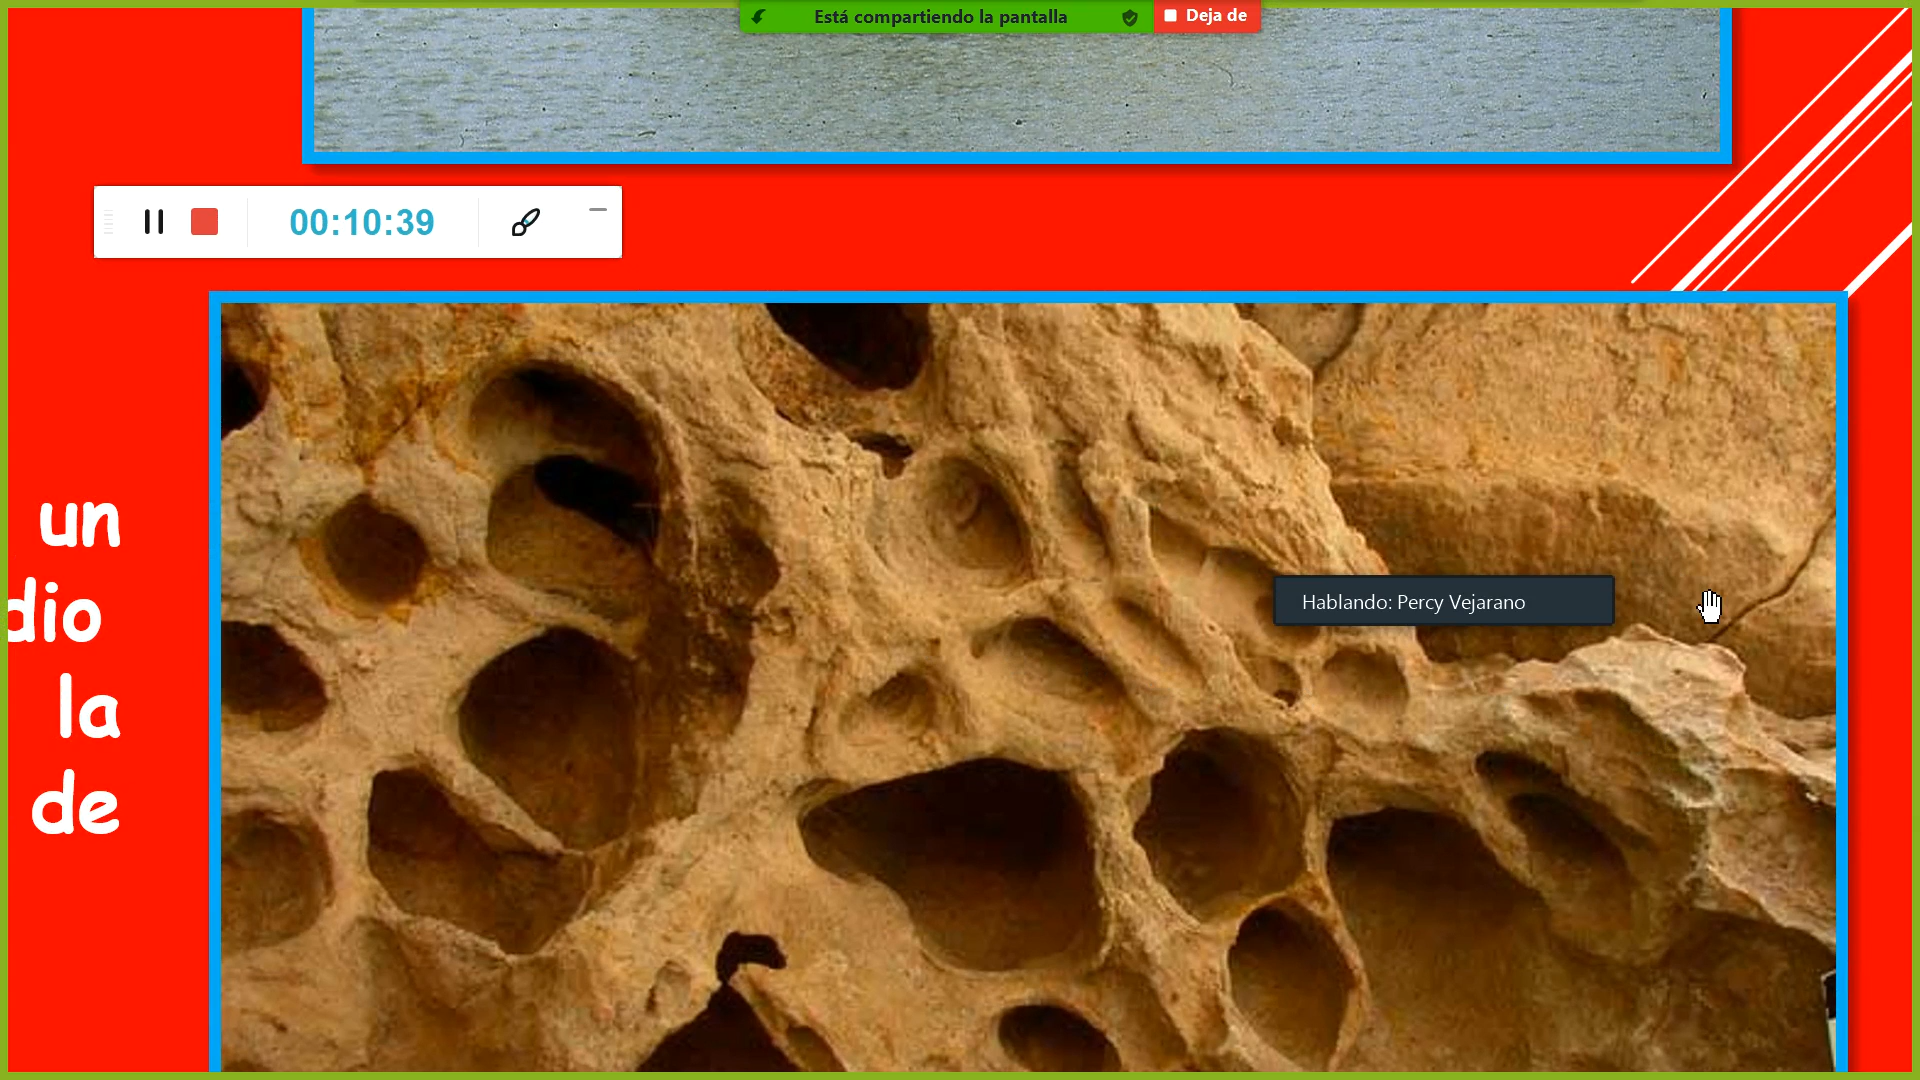 Está compartiendo la pantalla
Deja de
00:10:39
un
dio
la
de
Hablando: Percy Vejarano